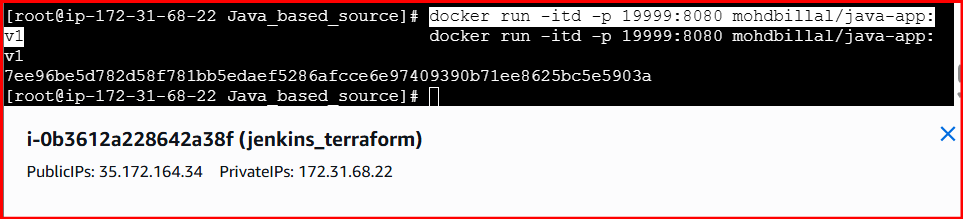 [root@ip-172-31-68-22 Java_based_source]# docker run -itd -p 19999:8080 mohdbillal/java-app:
v1 docker run -itd -p 19999:8080 mohdbillal/java-app:
v1
7ee96be5d782d58f781bb5edaef5286afcce6e97409390b71ee8625bc5e5903a
[root@ip-172-31-68-22 Java_based_source]#
i-0b3612a228642a38f (jenkins_terraform)
PublicIPs: 35.172.164.34 PrivateIPs: 172.31.68.22